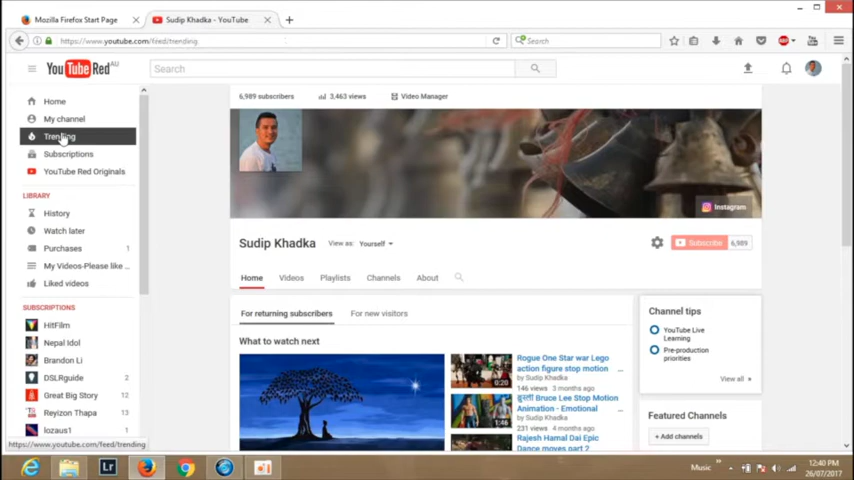 Mozilla Firefox Start Page
Sudip Khadka - YouTube
https://www.youtube.com/feed/trending
Search
YouTube Red AU
Search
Home
My channel
Trending
Subscriptions
YouTube Red Originals
LIBRARY
History
Watch later
Purchases 1
My Videos-Please like ...
Liked videos
SUBSCRIPTIONS
HitFilm
Nepal Idol
Brandon Li
DSLRguide 2
Great Big Story 12
Reyizon Thapa 13
lozaus1
https://www.youtube.com/feed/trending
6,989 subscribers
3,463 views
Video Manager
Instagram
Sudip Khadka
View as: Yourself
Subscribe 6,989
Home Videos Playlists Channels About
For returning subscribers
For new visitors
What to watch next
0:20
Rogue One Star war Lego
action figure stop motion
by Sudip Khadka
146 views 3 months ago
1:46
Bruce Lee Stop Motion
Animation - Emotional
by Sudip Khadka
231 views 4 months ago
Rajesh Hamal Dai Epic
Dance moves part 2
Channel tips
YouTube Live
Learning
Pre-production
priorities
View all
Featured Channels
+ Add channels
Lr
Music
12:40 PM
26/07/2017